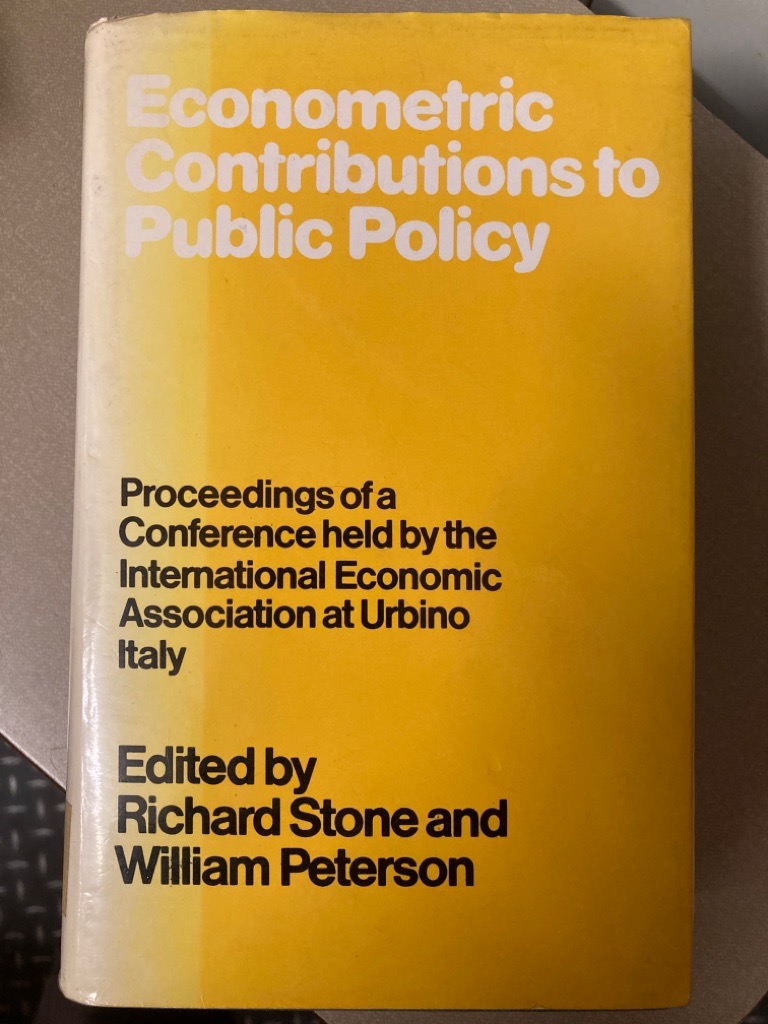 Econometric
Contributions to
Public Policy
Proceedings of a
Conference held by the
International Economic
Association at Urbino
Italy
Edited by
Richard Stone and
William Peterson